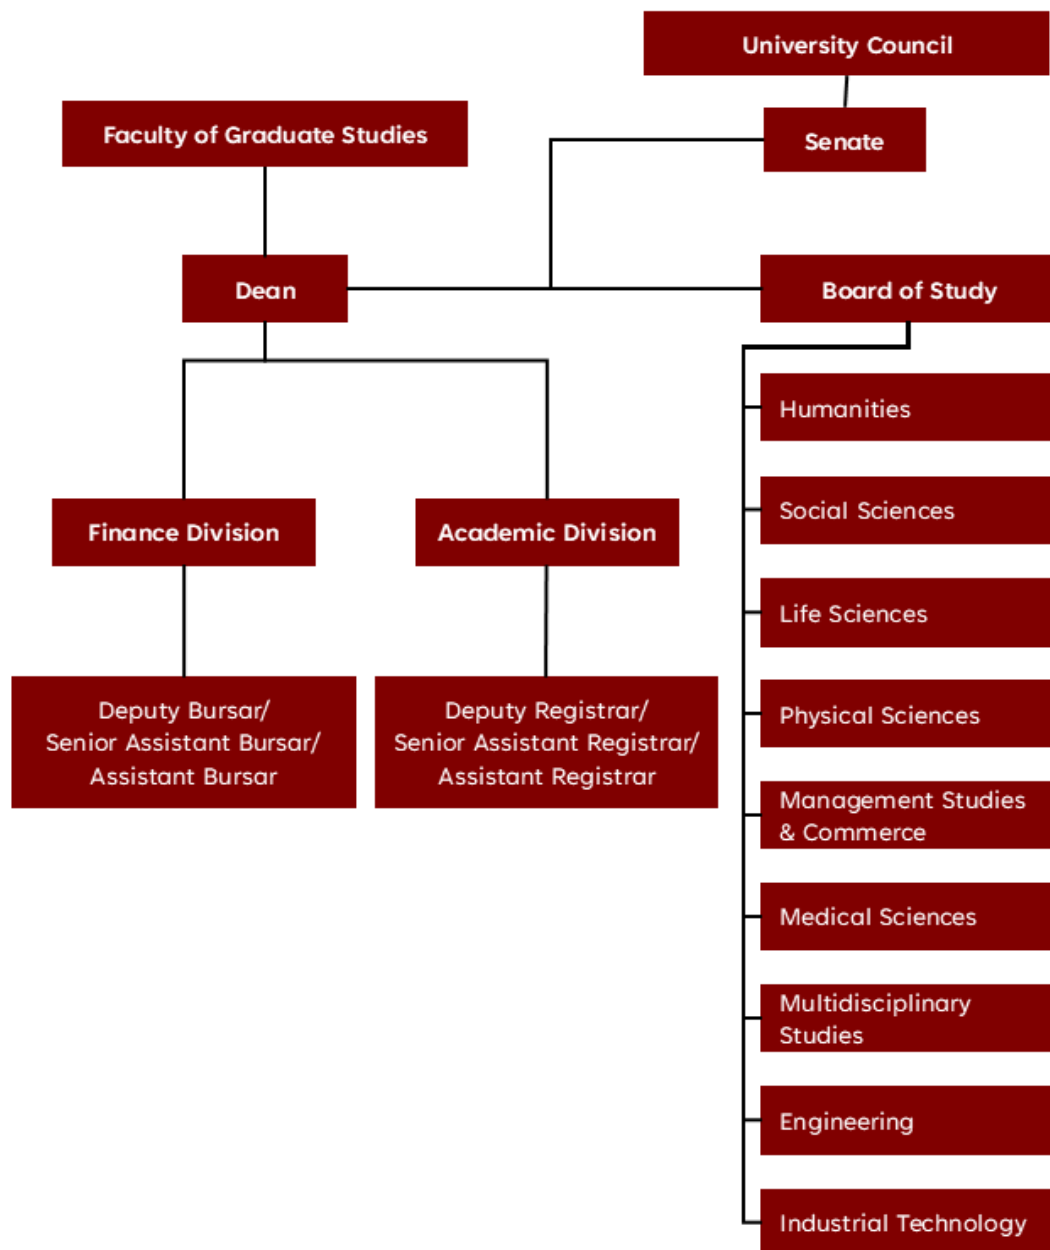 University Council
Faculty of Graduate Studies
Senate
Dean
Board of Study
Humanities
Social Sciences
Finance Division
Academic Division
Life Sciences
Deputy Bursar/
Senior Assistant Bursar/
Assistant Bursar
Deputy Registrar/
Senior Assistant Registrar/
Assistant Registrar
Physical Sciences
Management Studies
& Commerce
Medical Sciences
Multidisciplinary
Studies
Engineering
Industrial Technology